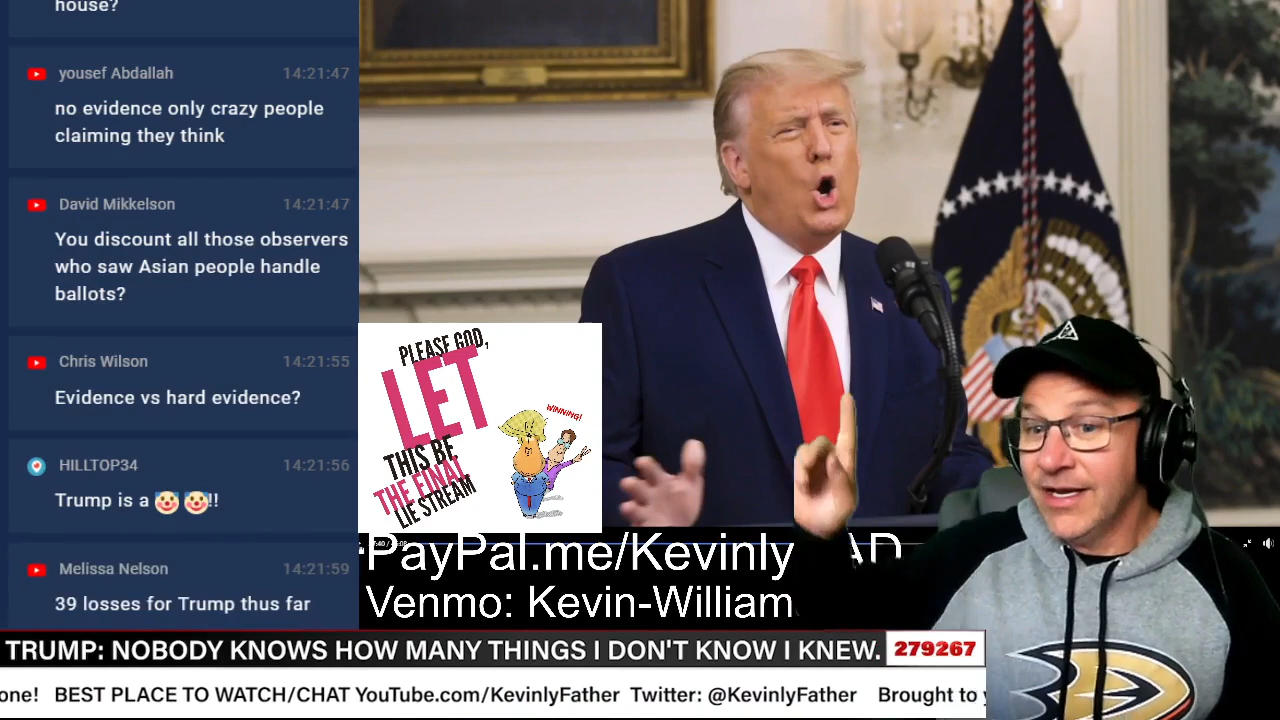 house?
yousef Abdallah 14:21:47
no evidence only crazy people
claiming they think
David Mikkelson 14:21:47
You discount all those observers
who saw Asian people handle
ballots?
Chris Wilson 14:21:55
Evidence vs hard evidence?
HILLTOP34 14:21:56
Trump is a 🤡 🤡!!
Melissa Nelson 14:21:59
39 losses for Trump thus far
PLEASE GOD,
LET
THIS BE
THE FINAL
LIE STREAM
WINNING!
PayPal.me/Kevinly
Venmo: Kevin-William
TRUMP: NOBODY KNOWS HOW MANY THINGS I DON'T KNOW I KNEW. 279267
one! BEST PLACE TO WATCH/CHAT YouTube.com/KevinlyFather Twitter: @KevinlyFather Brought to